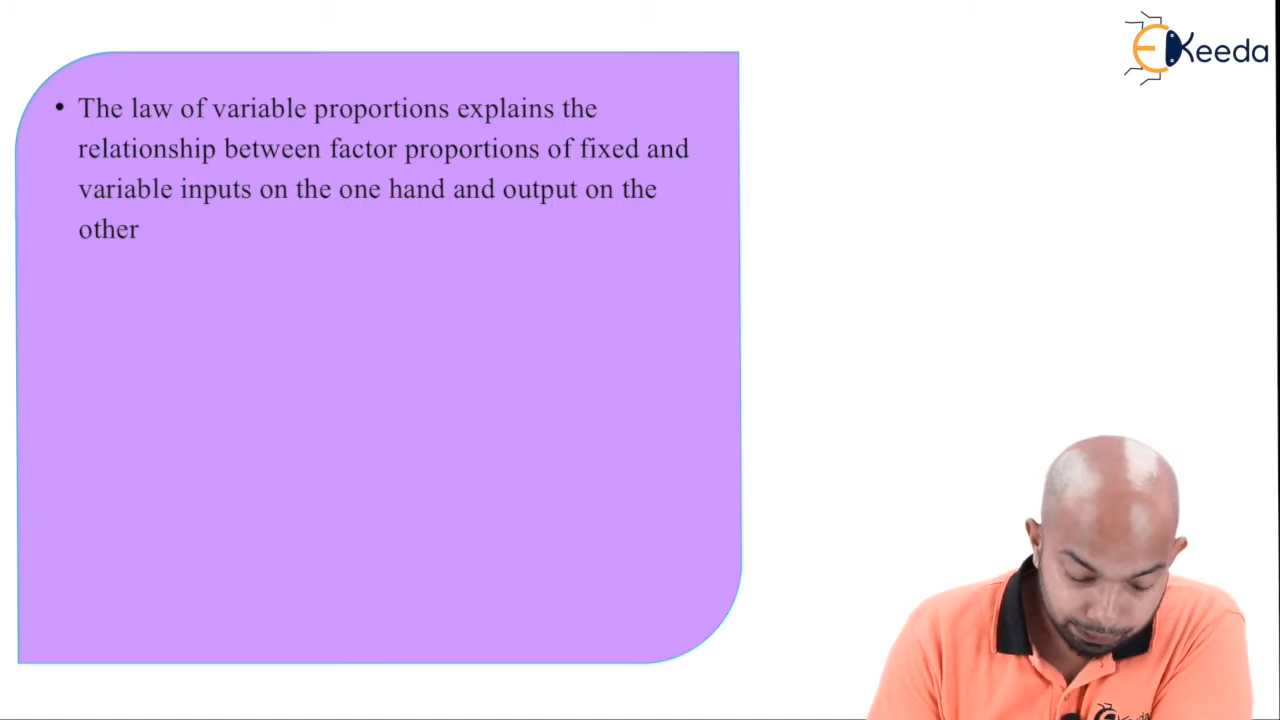 EKeeda
• The law of variable proportions explains the
relationship between factor proportions of fixed and
variable inputs on the one hand and output on the
other